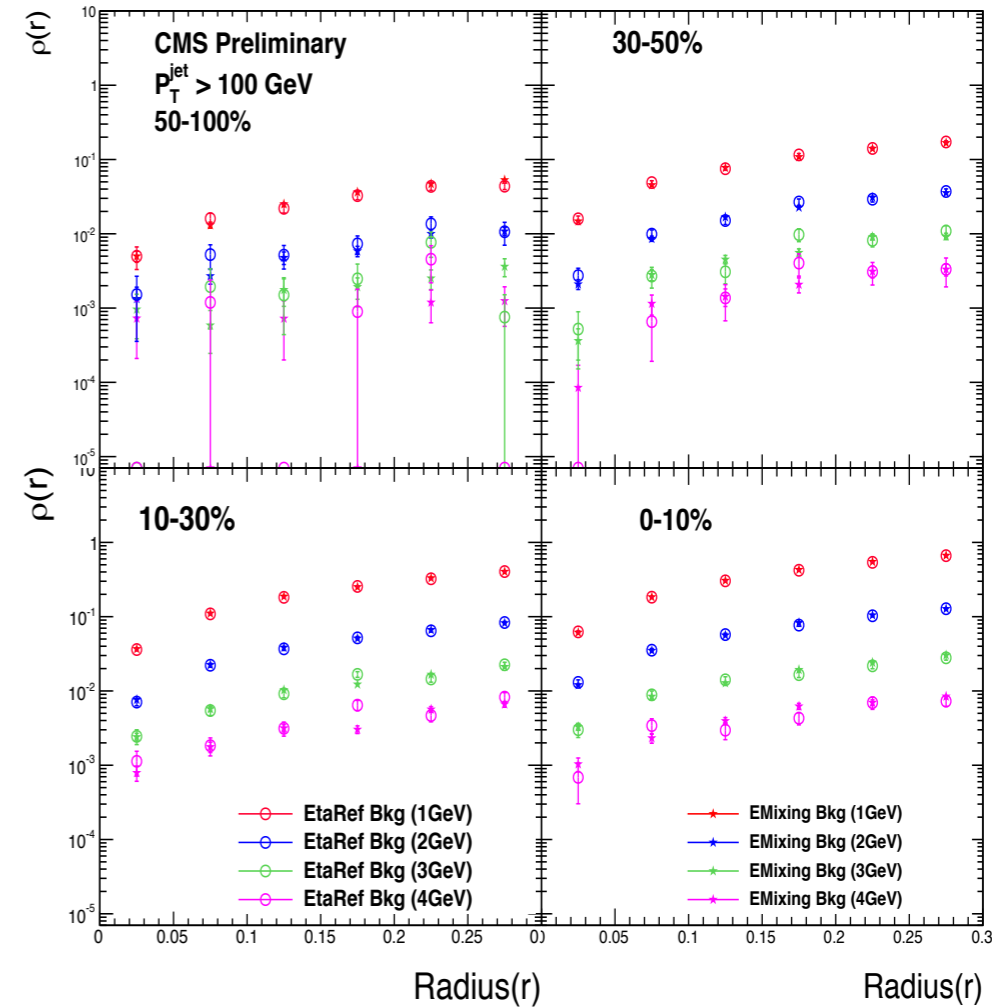 ρ(r)
10
1
10⁻¹
10⁻²
10⁻³
10⁻⁴
10⁻⁵
CMS Preliminary
P_T^jet > 100 GeV
50-100%
30-50%
ρ(r)
10
1
10⁻¹
10⁻²
10⁻³
10⁻⁴
10⁻⁵
10-30%
EtaRef Bkg (1GeV)
EtaRef Bkg (2GeV)
EtaRef Bkg (3GeV)
EtaRef Bkg (4GeV)
0-10%
EMixing Bkg (1GeV)
EMixing Bkg (2GeV)
EMixing Bkg (3GeV)
EMixing Bkg (4GeV)
0 0.05 0.1 0.15 0.2 0.25 0.05 0.1 0.15 0.2 0.25 0.3
Radius(r) Radius(r)